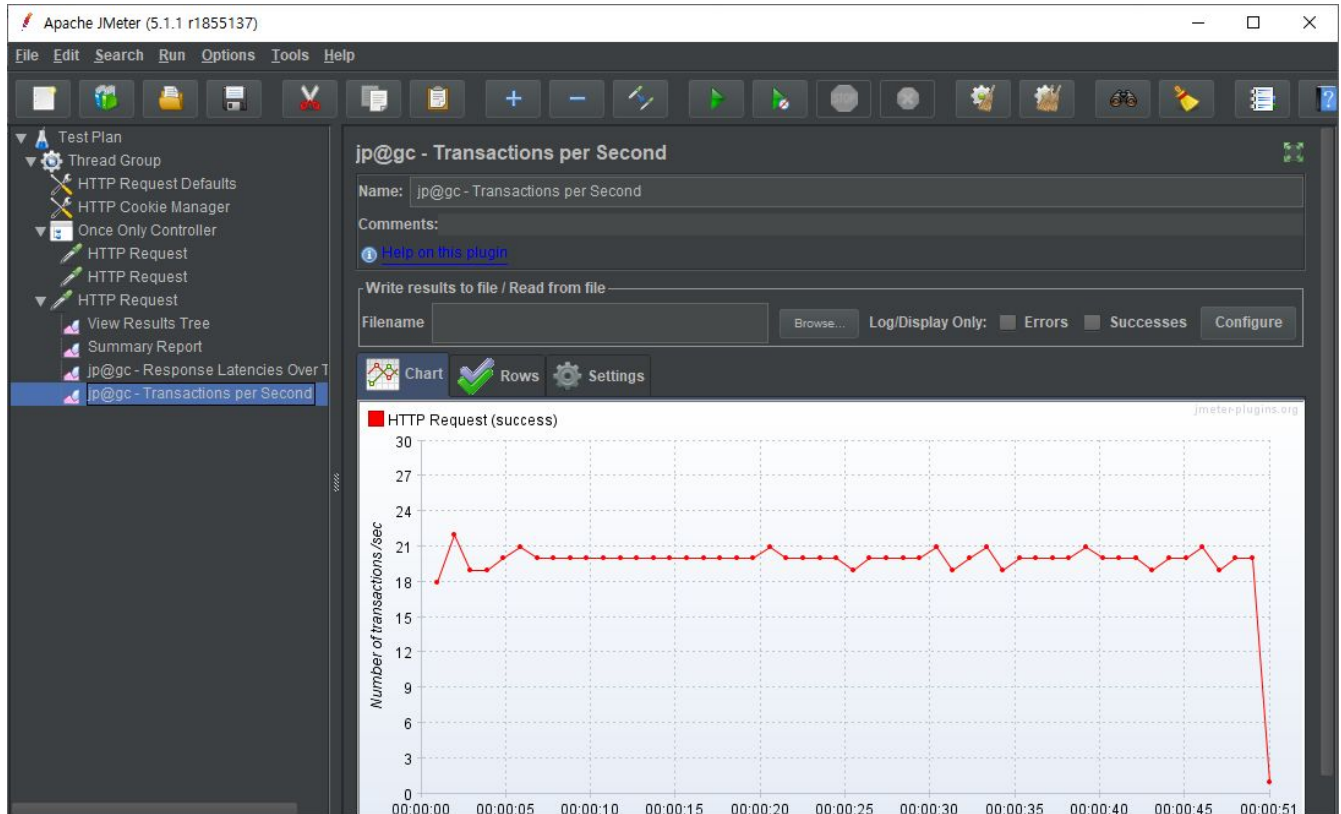 Apache JMeter (5.1.1 r1855137)
File Edit Search Run Options Tools Help
STOP
Test Plan
Thread Group
HTTP Request Defaults
HTTP Cookie Manager
Once Only Controller
HTTP Request
HTTP Request
HTTP Request
View Results Tree
Summary Report
jp@gc - Response Latencies Over T
jp@gc - Transactions per Second
jp@gc - Transactions per Second
Name: jp@gc - Transactions per Second
Comments:
Help on this plugin
Write results to file / Read from file
Filename Browse... Log/Display Only: Errors Successes Configure
Chart Rows Settings
HTTP Request (success)
jmeter-plugins.org
Number of transactions /sec
30
27
24
21
18
15
12
9
6
3
0
00:00:00 00:00:05 00:00:10 00:00:15 00:00:20 00:00:25 00:00:30 00:00:35 00:00:40 00:00:45 00:00:51